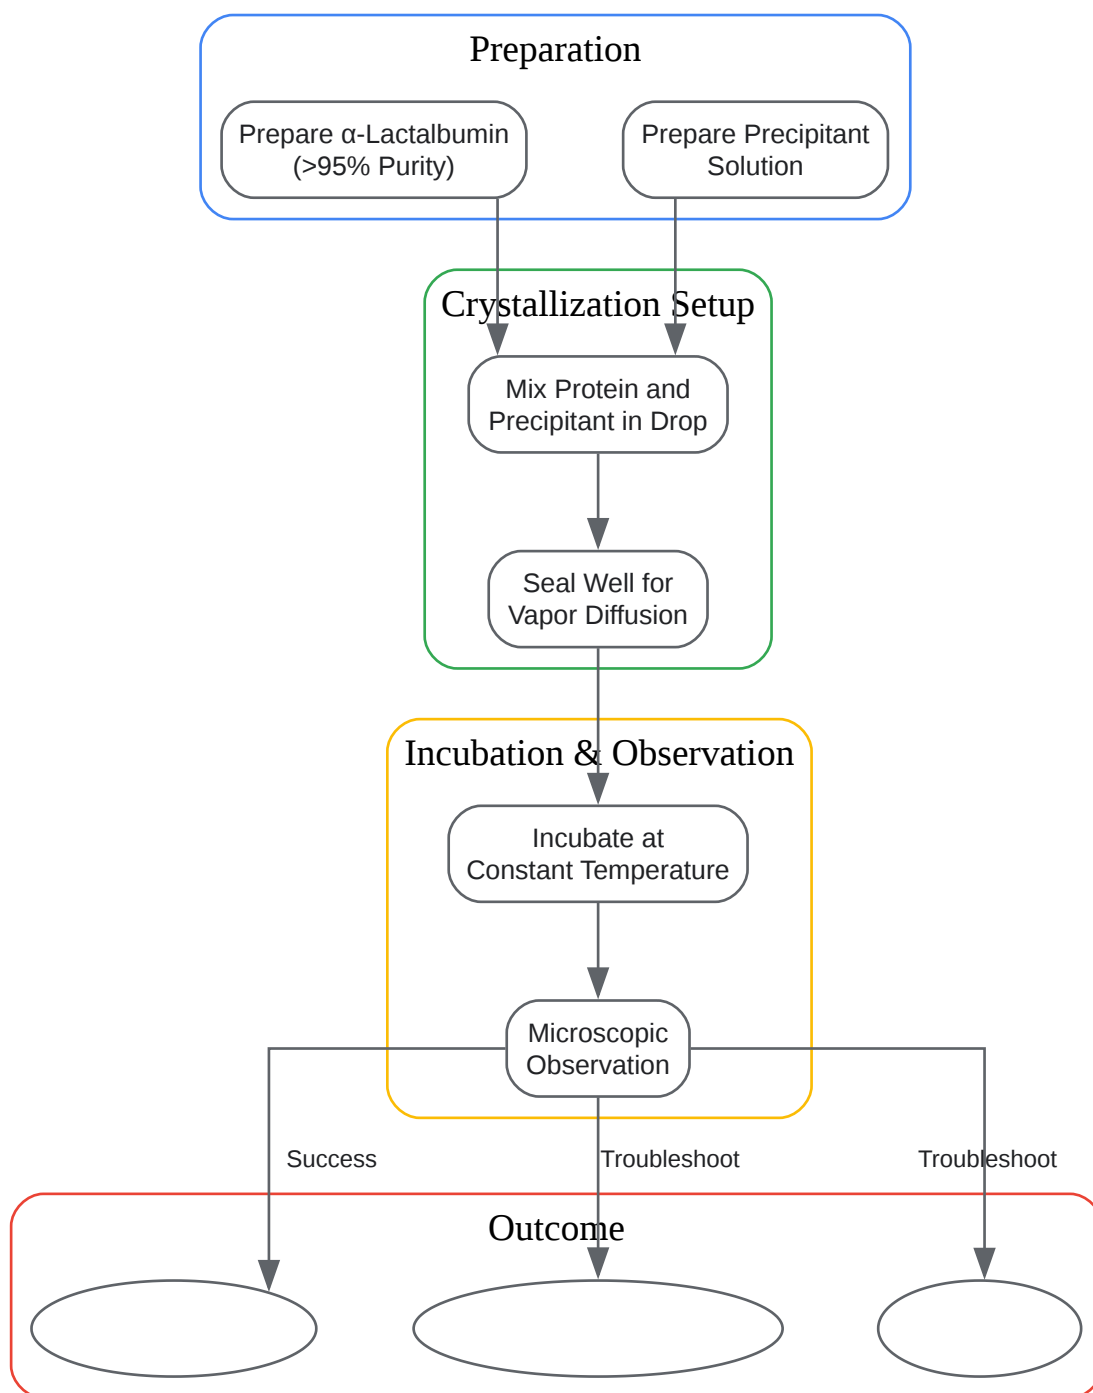 Preparation
Prepare α-Lactalbumin
(>95% Purity)
Prepare Precipitant
Solution
Crystallization Setup
Mix Protein and
Precipitant in Drop
Seal Well for
Vapor Diffusion
Incubation & Observation
Incubate at
Constant Temperature
Microscopic
Observation
Success
Troubleshoot
Troubleshoot
Outcome